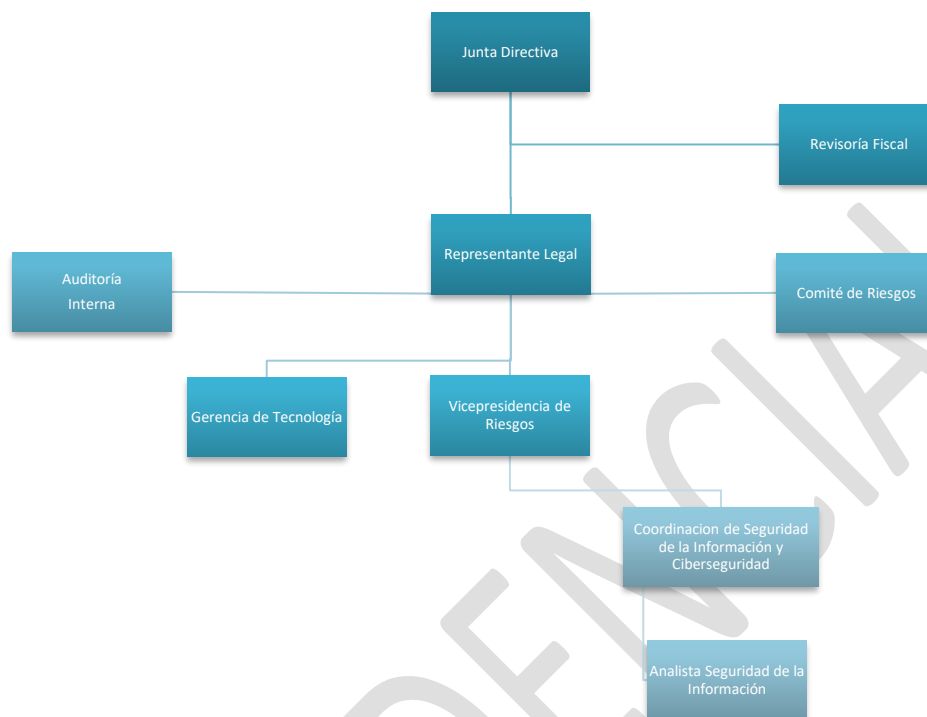 Junta Directiva
Revisoría Fiscal
Representante Legal
Auditoría
Interna
Comité de Riesgos
Gerencia de Tecnología
Vicepresidencia de
Riesgos
Coordinacion de Seguridad
de la Información y
Ciberseguridad
Analista Seguridad de la
Información
DENCIA